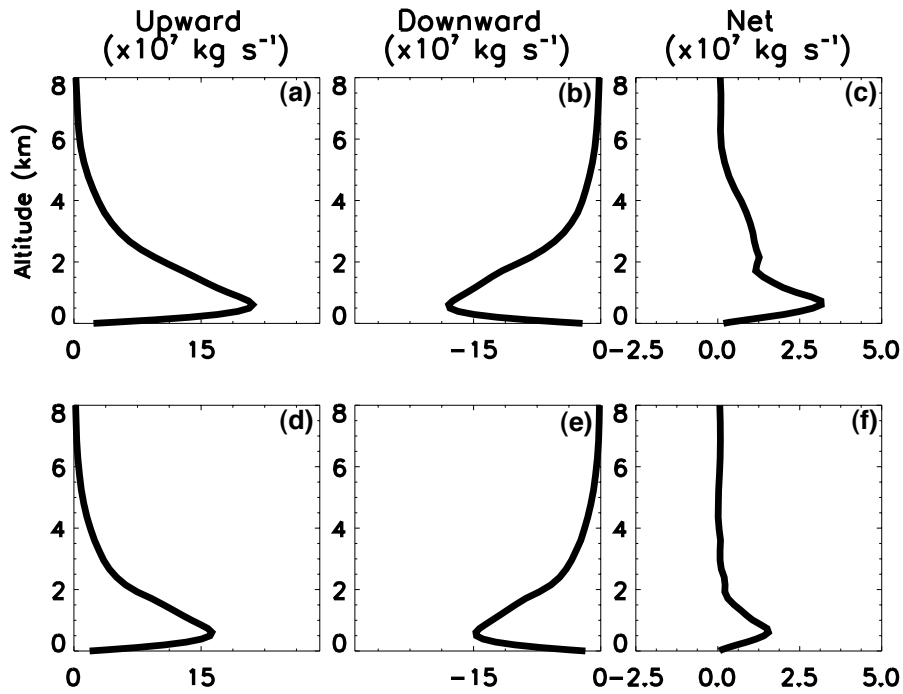 Upward Downward Net
(x10⁷ kg s⁻¹) (x10⁷ kg s⁻¹) (x10⁷ kg s⁻¹)
8 (a) 8 (b) 8 (c)
6 6 6
4 4 4
2 2 2
0 0 0
Altitude (km)
0 15 −15 0 −2.5 0.0 2.5 5.0
8 (d) 8 (e) 8 (f)
6 6 6
4 4 4
2 2 2
0 0 0
0 15 −15 0 −2.5 0.0 2.5 5.0